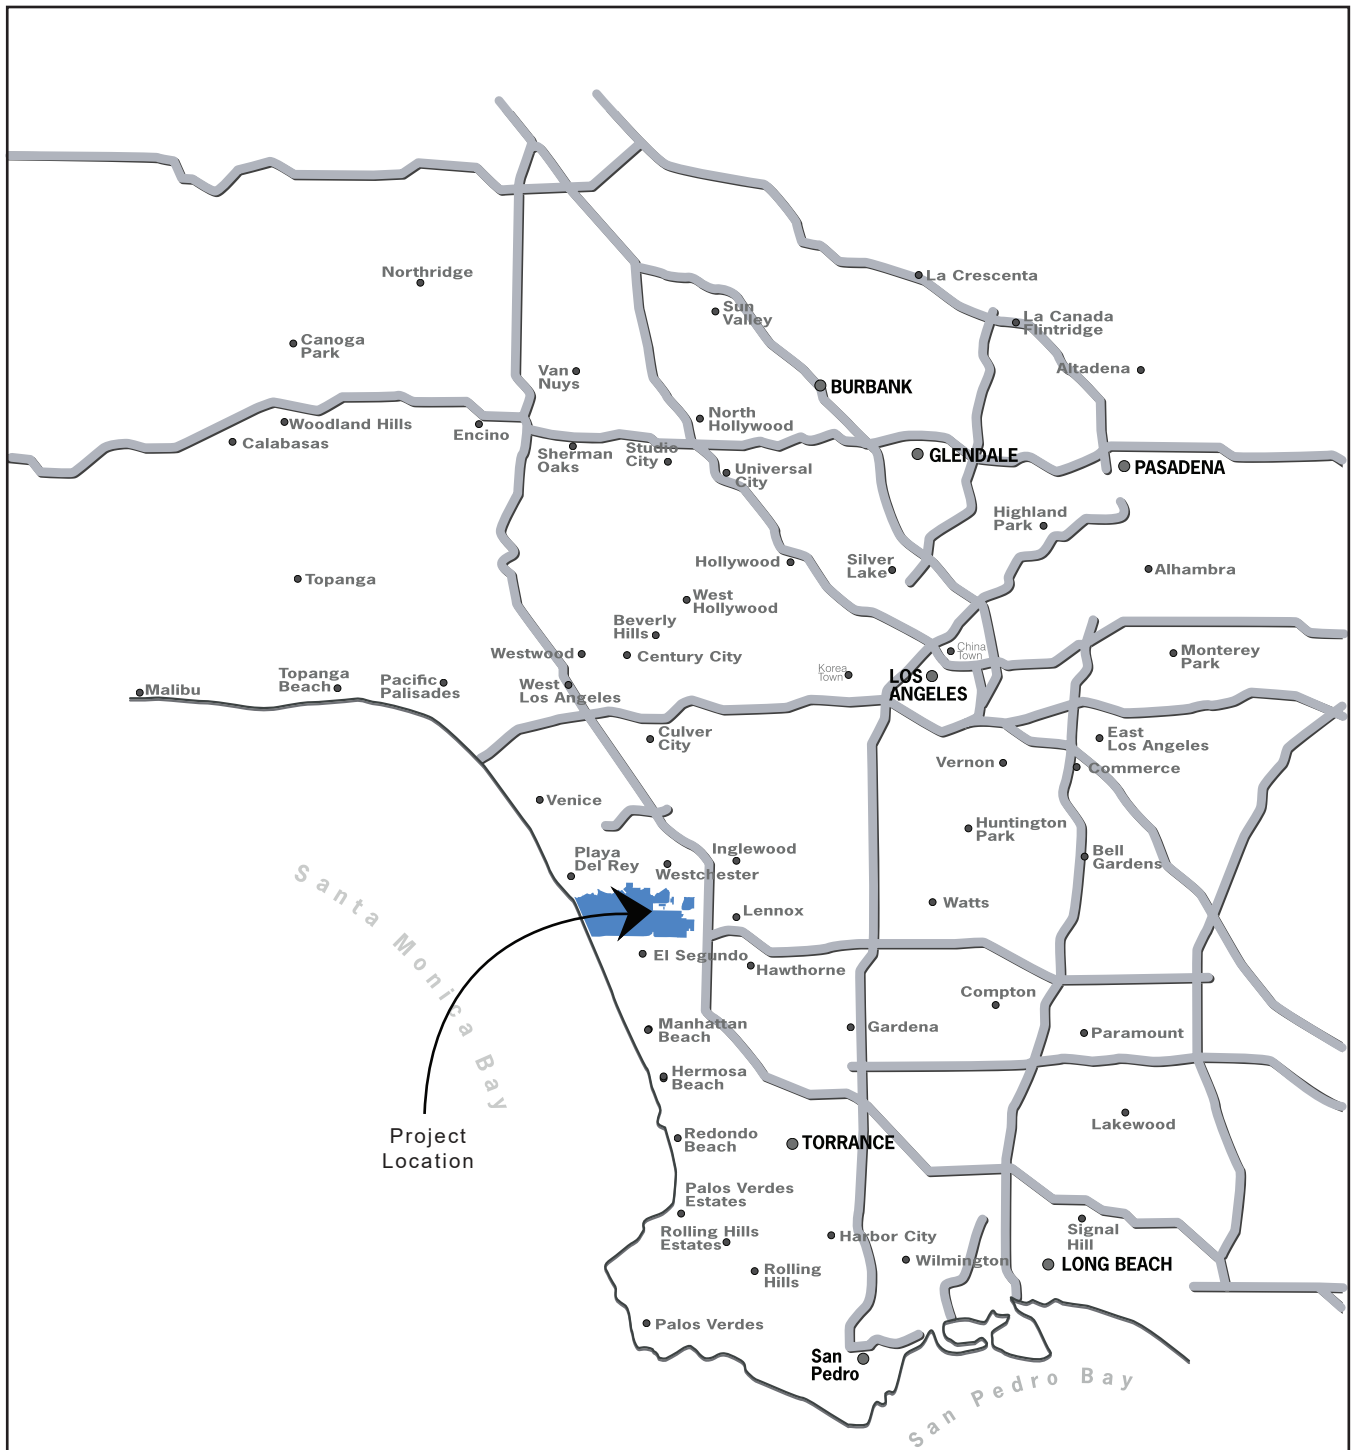 Northridge
La Crescenta
Sun
Valley
La Canada
Flintridge
Canoga
Park
Van
Nuys
Altadena
BURBANK
North
Hollywood
Woodland Hills
Calabasas
Encino
Sherman
Oaks
Studio
City
Universal
City
GLENDALE
PASADENA
Highland
Park
Hollywood
Silver
Lake
Alhambra
Topanga
West
Hollywood
Beverly
Hills
Westwood
Century City
China
Town
Monterey
Park
Korea
Town
LOS
ANGELES
Topanga
Beach
Pacific
Palisades
Malibu
West
Los Angeles
Culver
City
East
Los Angeles
Vernon
Commerce
Venice
Huntington
Park
Playa
Del Rey
Inglewood
Westchester
Bell
Gardens
Santa Monica Bay
Lennox
Watts
El Segundo
Hawthorne
Compton
Manhattan
Beach
Gardena
Paramount
Hermosa
Beach
Project
Location
Redondo
Beach
TORRANCE
Lakewood
Palos Verdes
Estates
Rolling Hills
Estates
Harbor City
Signal
Hill
Rolling
Hills
Wilmington
LONG BEACH
Palos Verdes
San
Pedro
San Pedro Bay